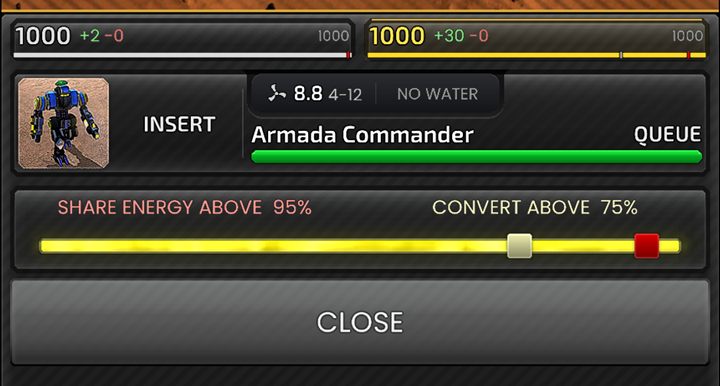 1000 +2 -0 1000
1000 +30 -0 1000
INSERT
8.8 4-12 NO WATER
Armada Commander QUEUE
SHARE ENERGY ABOVE 95%
CONVERT ABOVE 75%
CLOSE